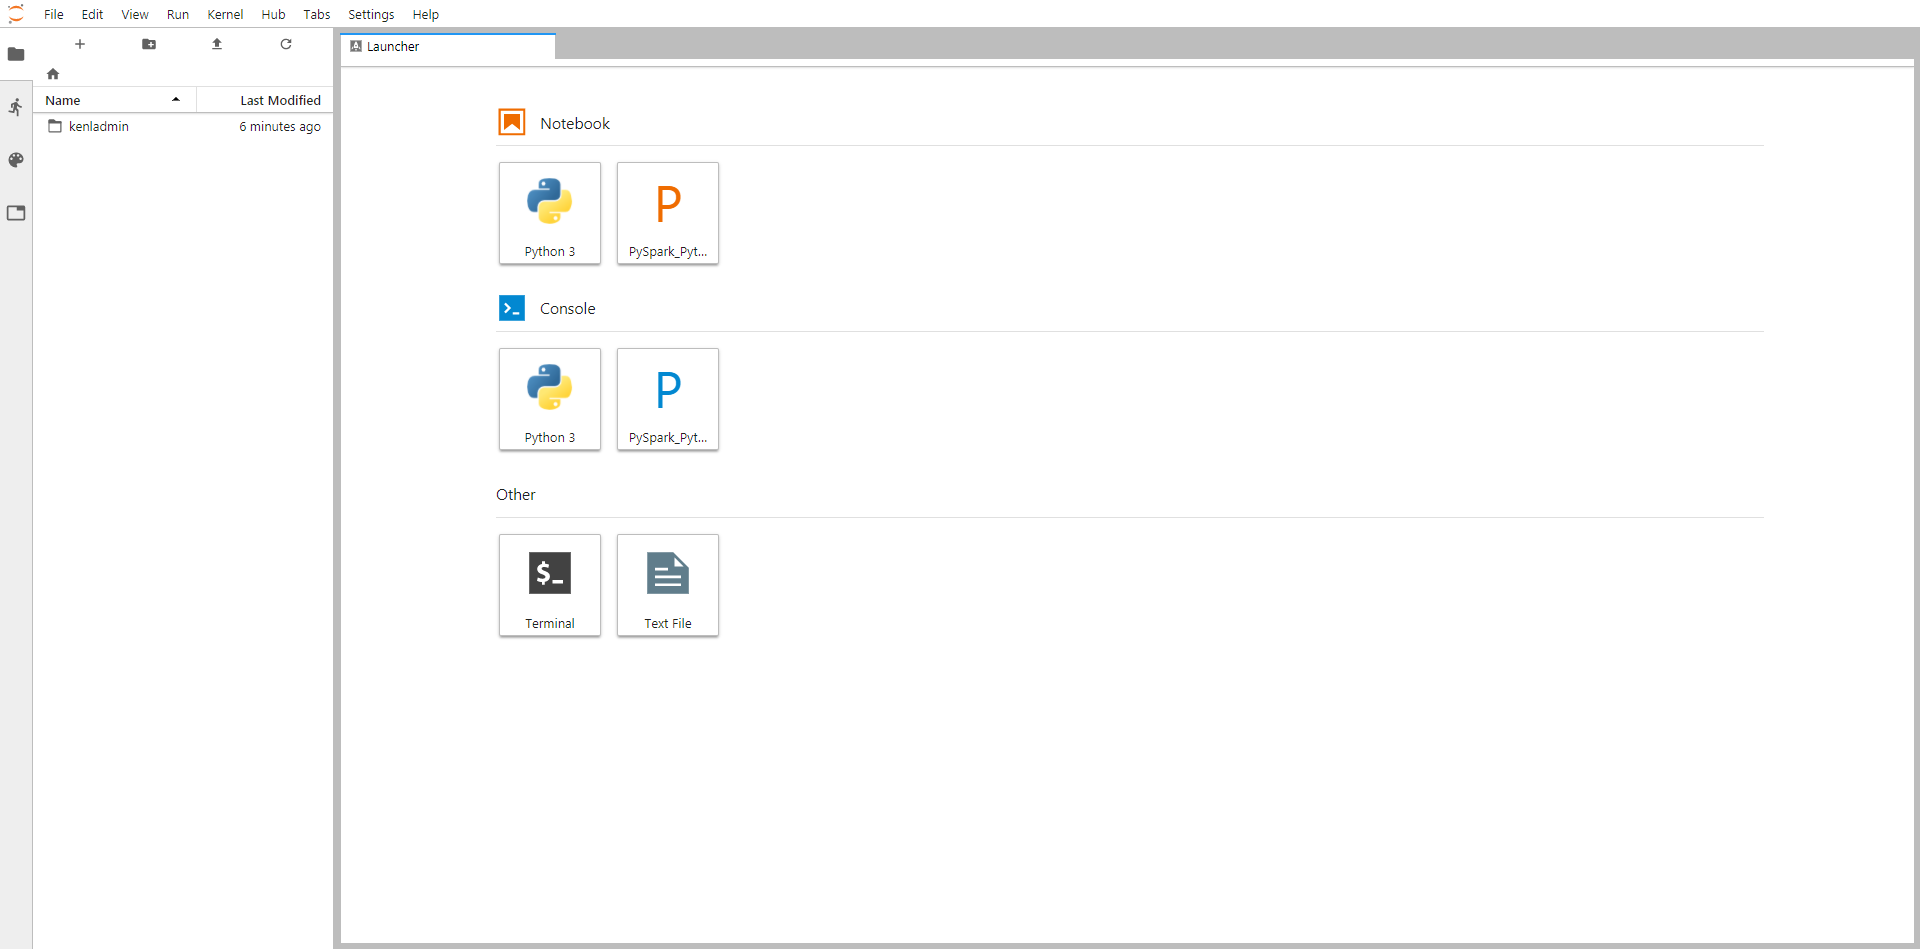 File Edit View Run Kernel Hub Tabs Settings Help
Launcher
Name Last Modified
kenladmin 6 minutes ago
Notebook
P
Python 3 PySpark_Pyt...
Console
P
Python 3 PySpark_Pyt...
Other
$_
Terminal Text File